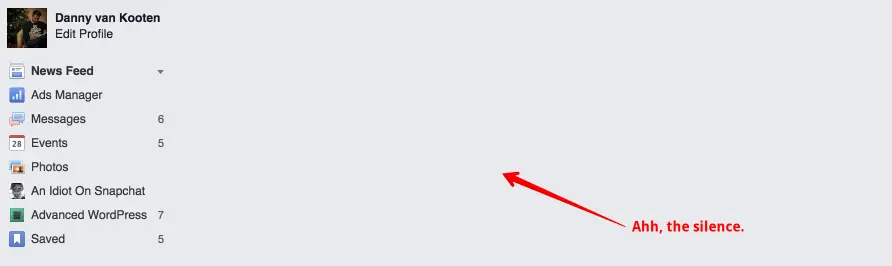 Danny van Kooten
Edit Profile
News Feed
Ads Manager
Messages 6
28 Events 5
Photos
An Idiot On Snapchat
Advanced WordPress 7
Saved 5
Ahh, the silence.